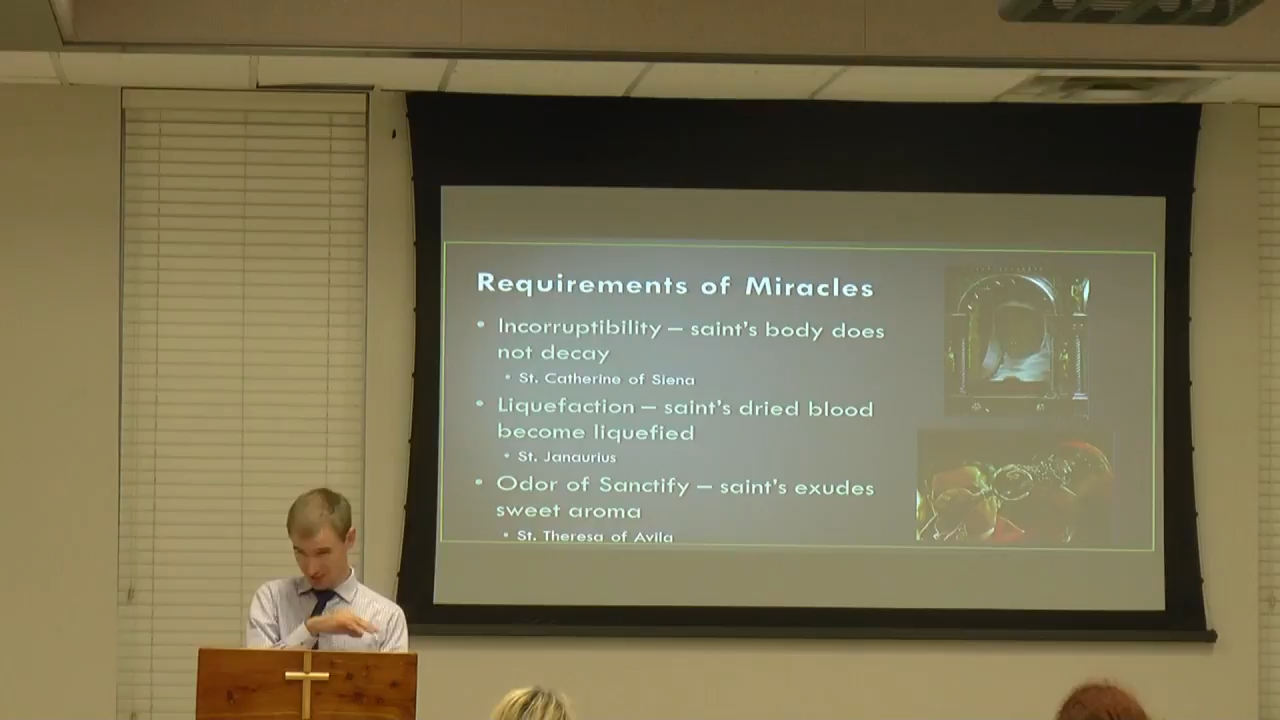 Requirements of Miracles
• Incorruptibility – saint's body does
not decay
• St. Catherine of Siena
• Liquefaction – saint's dried blood
become liquefied
• St. Janaurius
• Odor of Sanctify – saint's exudes
sweet aroma
• St. Theresa of Avila